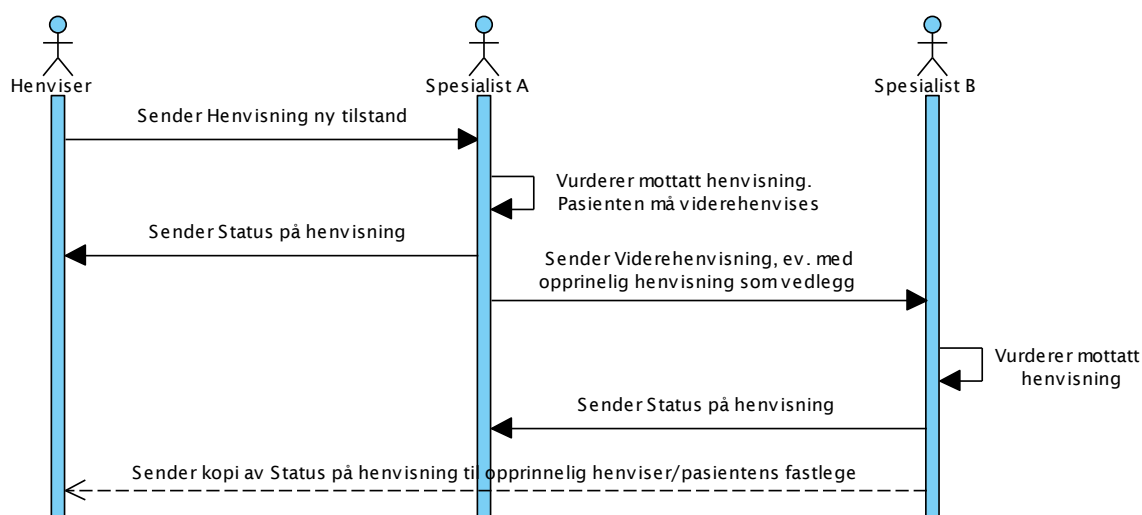 Henviser
Spesialist A
Spesialist B
Sender Henvisning ny tilstand
Vurderer mottatt henvisning.
Pasienten må viderehenvises
Sender Status på henvisning
Sender Viderehenvisning, ev. med
opprinelig henvisning som vedlegg
Vurderer mottatt
henvisning
Sender Status på henvisning
Sender kopi av Status på henvisning til opprinnelig henviser/pasientens fastlege